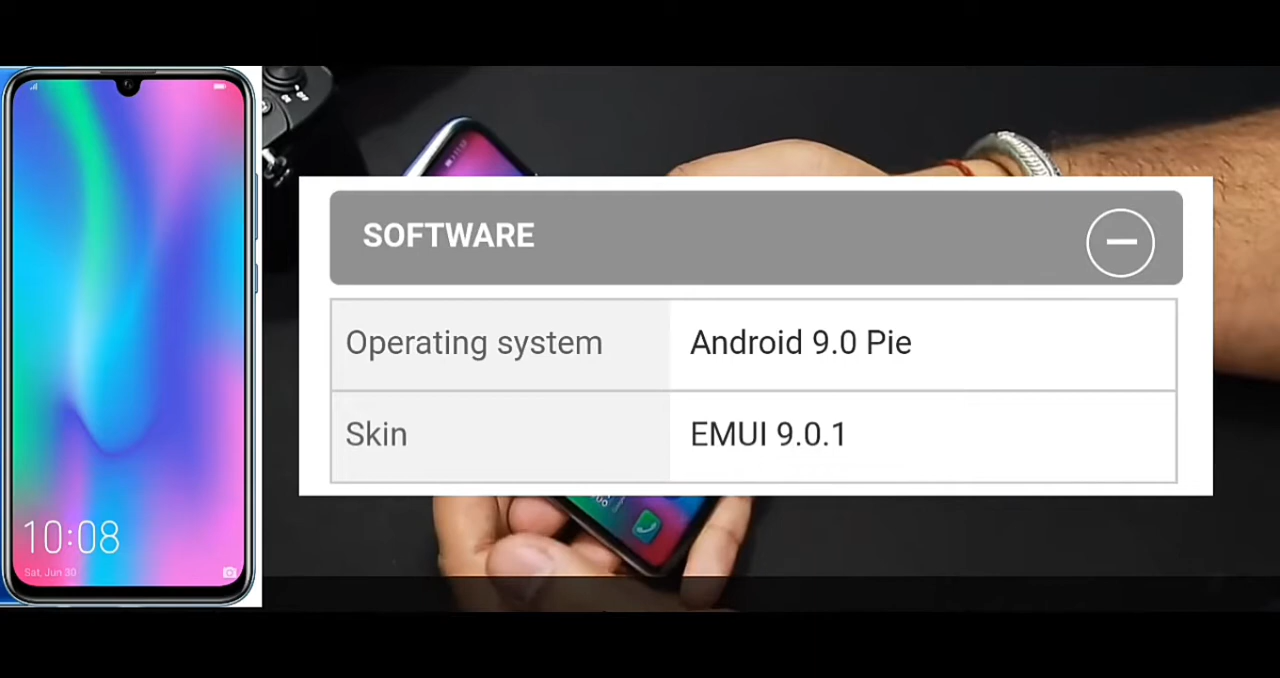 10:08
Sat, Jun 30
SOFTWARE
Operating system
Android 9.0 Pie
Skin
EMUI 9.0.1